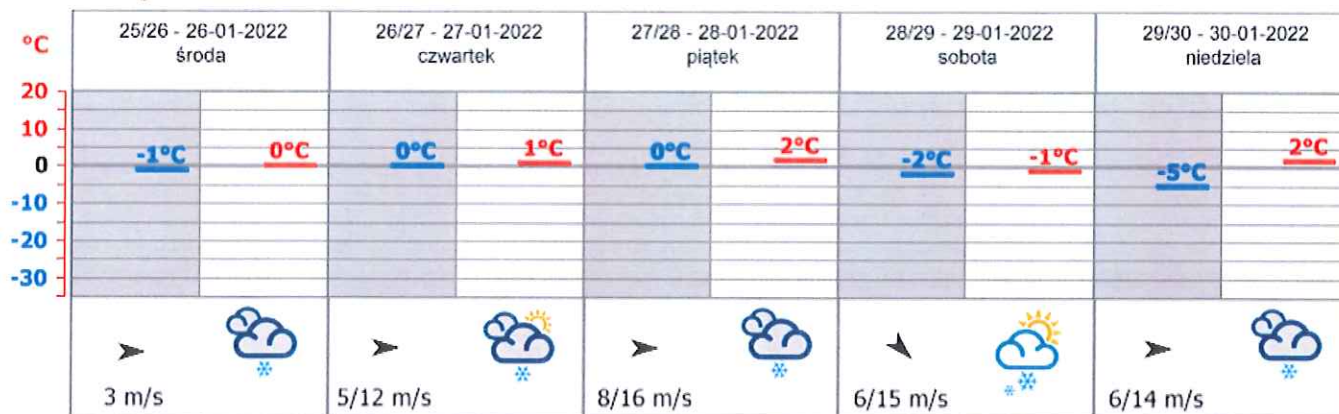 °C
25/26 - 26-01-2022
środa
26/27 - 27-01-2022
czwartek
27/28 - 28-01-2022
piątek
28/29 - 29-01-2022
sobota
29/30 - 30-01-2022
niedziela
20
10
0
-10
-20
-30
-1°C
0°C
0°C
1°C
0°C
2°C
-2°C
-1°C
-5°C
2°C
3 m/s
5/12 m/s
8/16 m/s
6/15 m/s
6/14 m/s